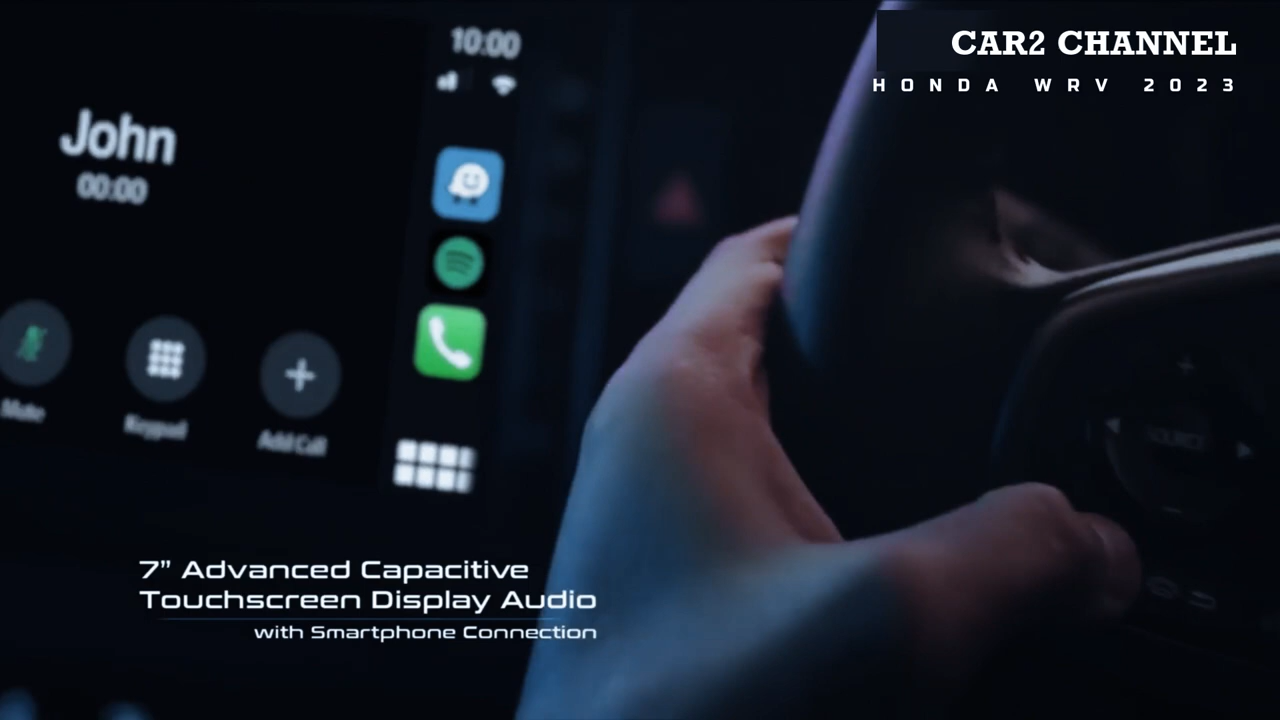 CAR2 CHANNEL
HONDA WRV 2023
10:00
John
00:00
Mute
Keypad
Add Call
SOURCE
7” Advanced Capacitive
Touchscreen Display Audio
with Smartphone Connection